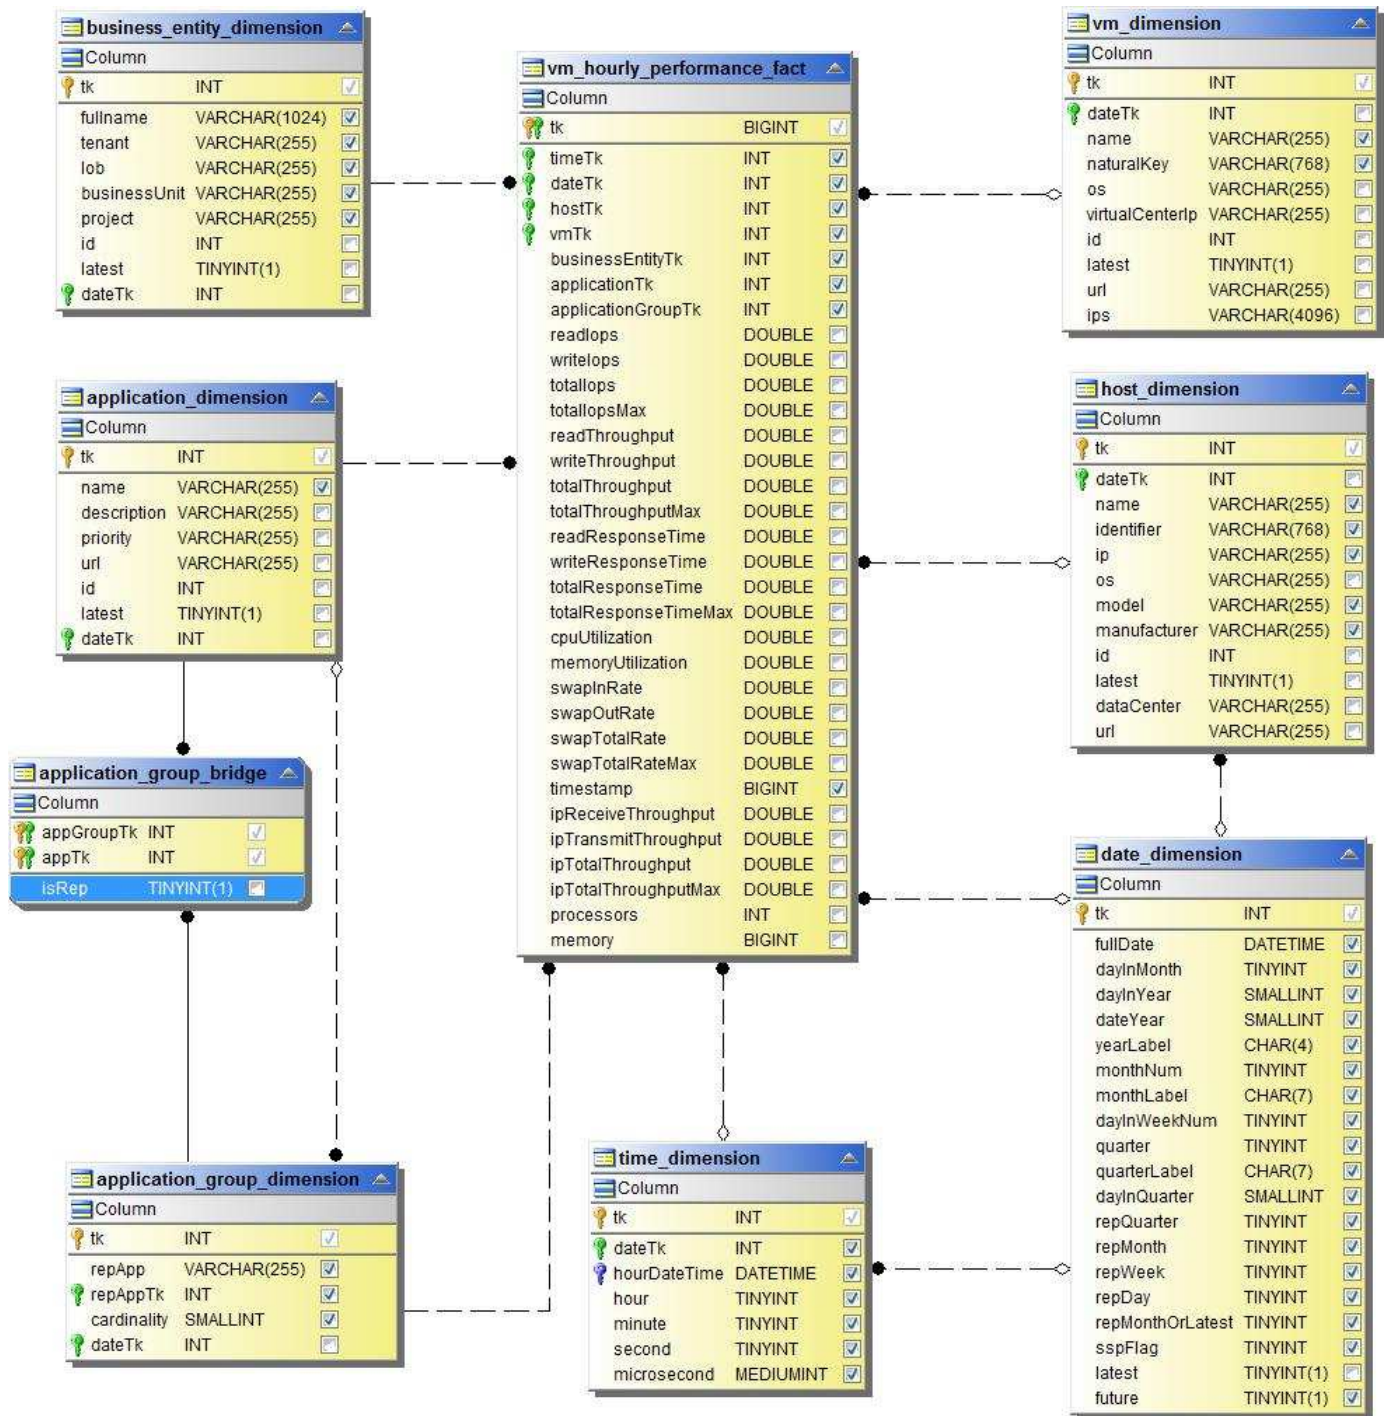 business_entity_dimension
Column
tk INT
fullname VARCHAR(1024)
tenant VARCHAR(255)
lob VARCHAR(255)
businessUnit VARCHAR(255)
project VARCHAR(255)
id INT
latest TINYINT(1)
dateTk INT
application_dimension
Column
tk INT
name VARCHAR(255)
description VARCHAR(255)
priority VARCHAR(255)
url VARCHAR(255)
id INT
latest TINYINT(1)
dateTk INT
application_group_bridge
Column
appGroupTk INT
appTk INT
isRep TINYINT(1)
application_group_dimension
Column
tk INT
repApp VARCHAR(255)
repAppTk INT
cardinality SMALLINT
dateTk INT
vm_hourly_performance_fact
Column
tk BIGINT
timeTk INT
dateTk INT
hostTk INT
vmTk INT
businessEntityTk INT
applicationTk INT
applicationGroupTk INT
readIops DOUBLE
writeIops DOUBLE
totalIops DOUBLE
totalIopsMax DOUBLE
readThroughput DOUBLE
writeThroughput DOUBLE
totalThroughput DOUBLE
totalThroughputMax DOUBLE
readResponseTime DOUBLE
writeResponseTime DOUBLE
totalResponseTime DOUBLE
totalResponseTimeMax DOUBLE
cpuUtilization DOUBLE
memoryUtilization DOUBLE
swapInRate DOUBLE
swapOutRate DOUBLE
swapTotalRate DOUBLE
swapTotalRateMax DOUBLE
timestamp BIGINT
ipReceiveThroughput DOUBLE
ipTransmitThroughput DOUBLE
ipTotalThroughput DOUBLE
ipTotalThroughputMax DOUBLE
processors INT
memory BIGINT
time_dimension
Column
tk INT
dateTk INT
hourDateTime DATETIME
hour TINYINT
minute TINYINT
second TINYINT
microsecond MEDIUMINT
vm_dimension
Column
tk INT
dateTk INT
name VARCHAR(255)
naturalKey VARCHAR(768)
os VARCHAR(255)
virtualCenterIp VARCHAR(255)
id INT
latest TINYINT(1)
url VARCHAR(255)
ips VARCHAR(4096)
host_dimension
Column
tk INT
dateTk INT
name VARCHAR(255)
identifier VARCHAR(768)
ip VARCHAR(255)
os VARCHAR(255)
model VARCHAR(255)
manufacturer VARCHAR(255)
id INT
latest TINYINT(1)
dataCenter VARCHAR(255)
url VARCHAR(255)
date_dimension
Column
tk INT
fullDate DATETIME
dayInMonth TINYINT
dayInYear SMALLINT
dateYear SMALLINT
yearLabel CHAR(4)
monthNum TINYINT
monthLabel CHAR(7)
dayInWeekNum TINYINT
quarter TINYINT
quarterLabel CHAR(7)
dayInQuarter SMALLINT
repQuarter TINYINT
repMonth TINYINT
repWeek TINYINT
repDay TINYINT
repMonthOrLatest TINYINT
sspFlag TINYINT
latest TINYINT(1)
future TINYINT(1)